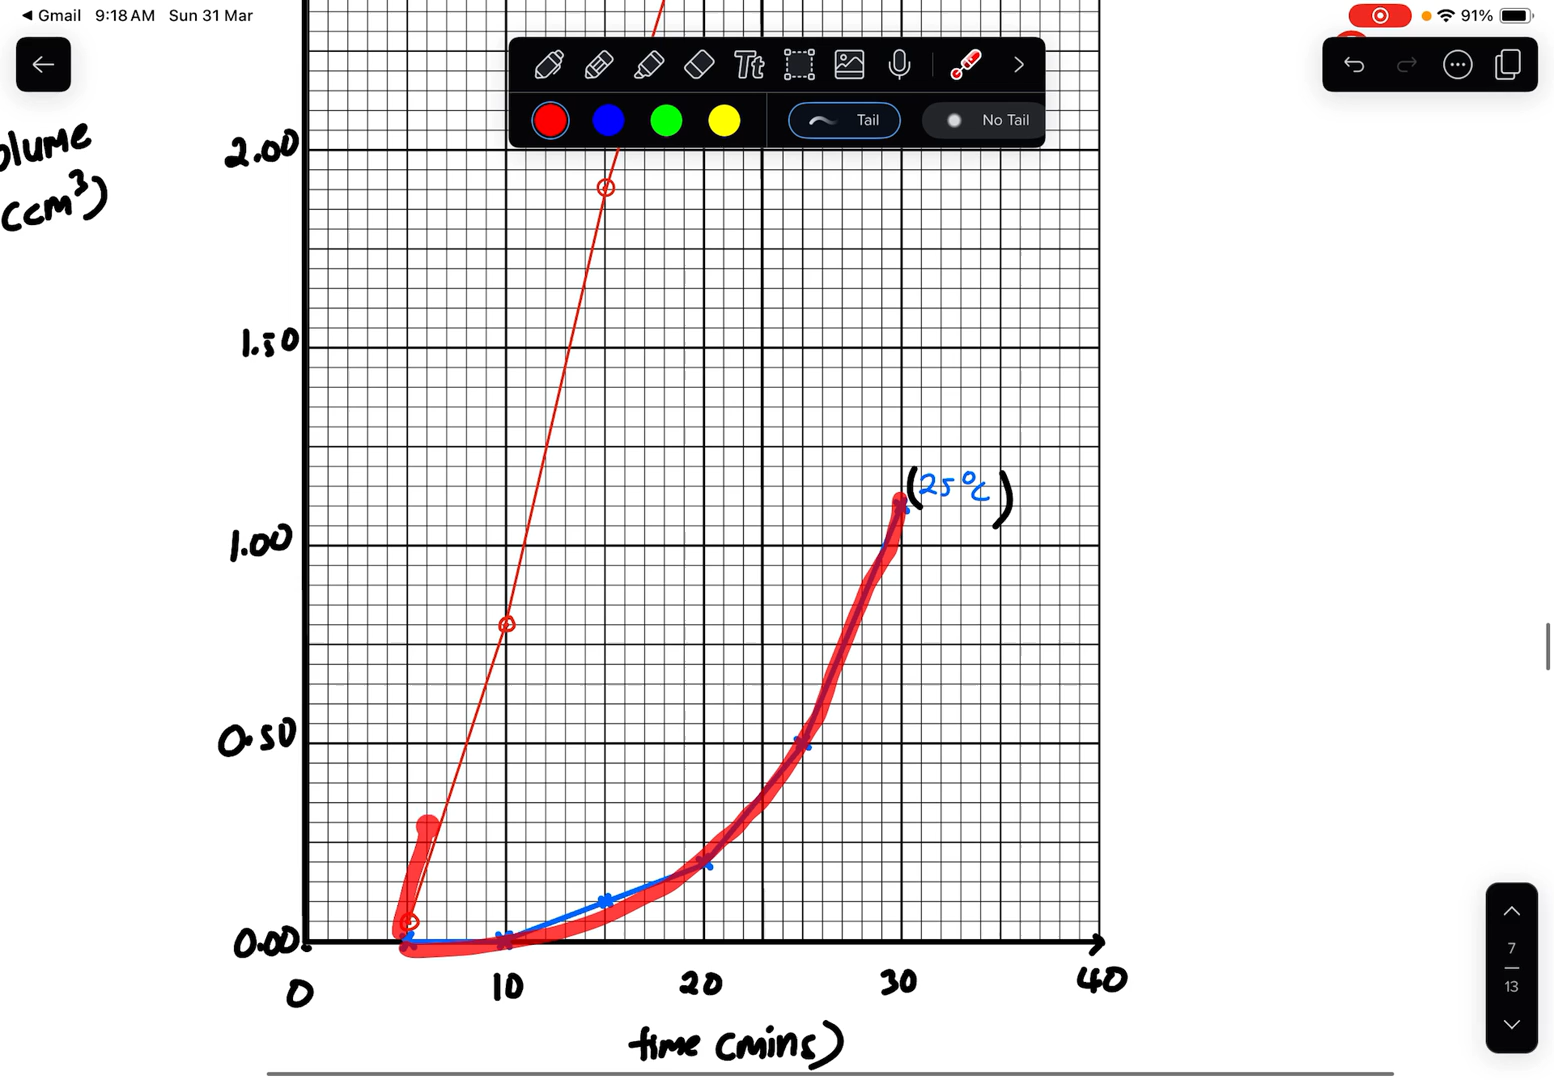 Gmail 9:18 AM Sun 31 Mar
91%
Tt
Tail
No Tail
olume
(cm³)
2.00
1.50
1.00
0.50
0.00
(25°C)
0
10
20
30
40
time (mins)
7
13